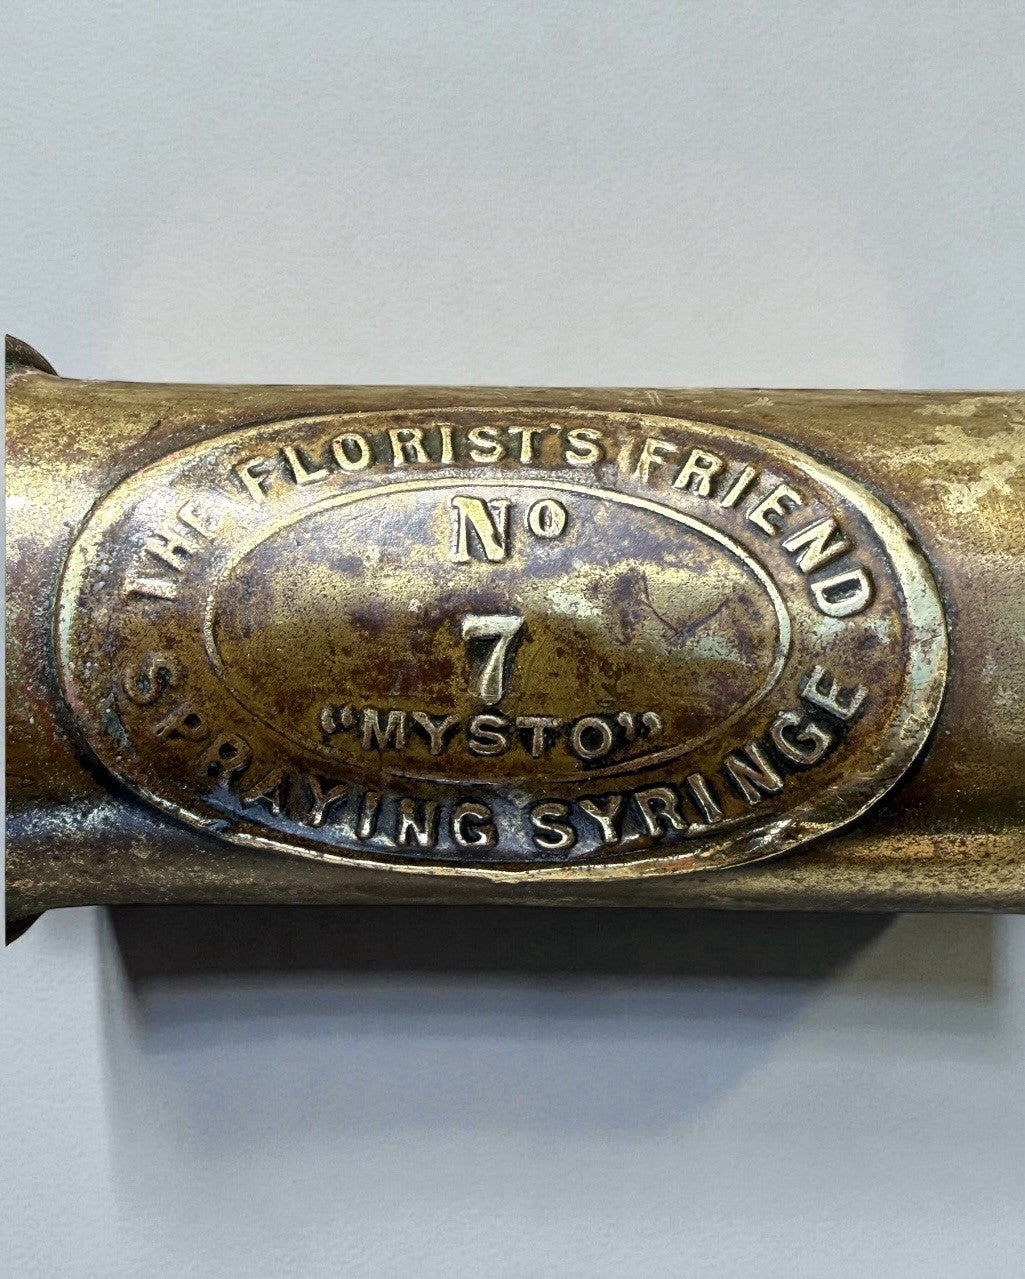 THE FLORIST'S FRIEND
No
7
"MYSTO"
SPRAYING SYRINGE